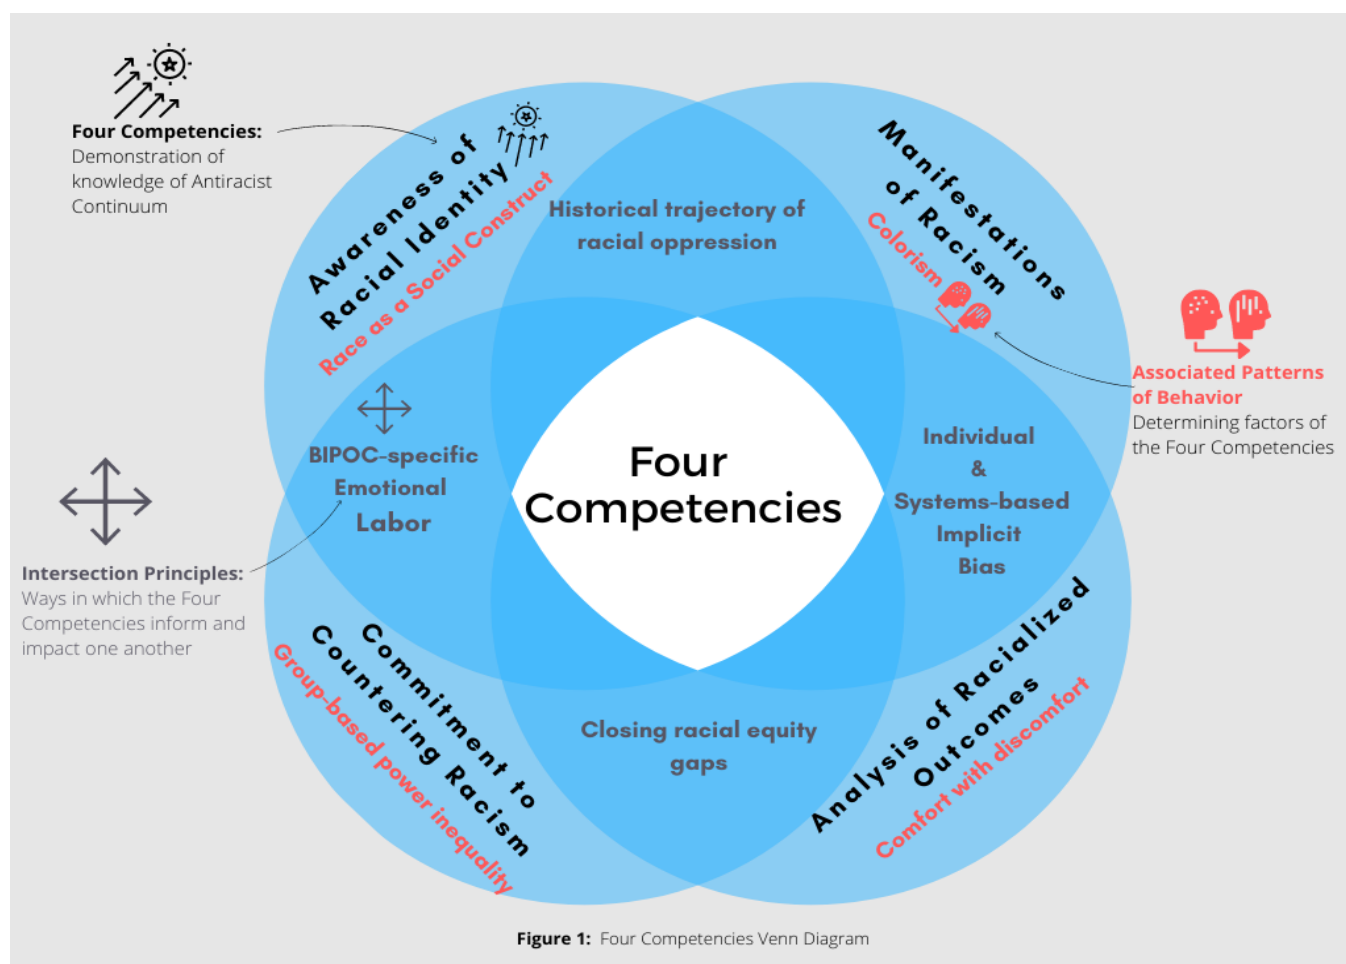 Four Competencies:
Demonstration of
knowledge of Antiracist
Continuum
Awareness of
Racial Identity
Race as a Social Construct
Historical trajectory of
racial oppression
Manifestations
of Racism
Colorism
Associated Patterns
of Behavior
Determining factors of
the Four Competencies
BIPOC-specific
Emotional
Labor
Four
Competencies
Individual
&
Systems-based
Implicit
Bias
Intersection Principles:
Ways in which the Four
Competencies inform and
impact one another
Commitment to
Countering Racism
Group-based power inequality
Closing racial equity
gaps
Analysis of Racialized
Outcomes
Comfort with discomfort
Figure 1: Four Competencies Venn Diagram